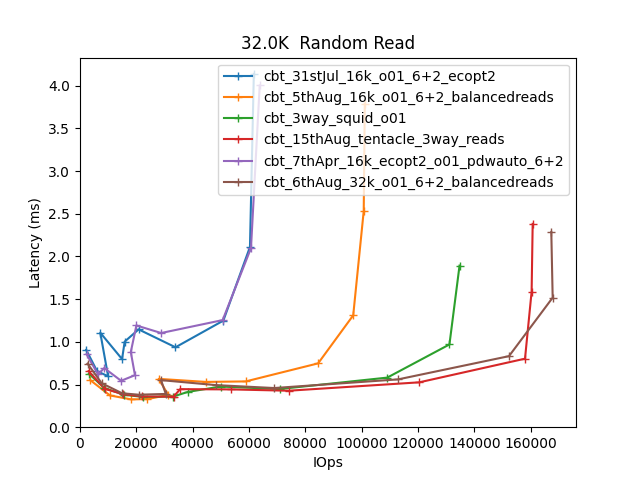 32.0K  Random Read
cbt_31stJul_16k_o01_6+2_ecopt2
cbt_5thAug_16k_o01_6+2_balancedreads
cbt_3way_squid_o01
cbt_15thAug_tentacle_3way_reads
cbt_7thApr_16k_ecopt2_o01_pdwauto_6+2
cbt_6thAug_32k_o01_6+2_balancedreads
Latency (ms)
4.0
3.5
3.0
2.5
2.0
1.5
1.0
0.5
0.0
0 20000 40000 60000 80000 100000 120000 140000 160000
IOps